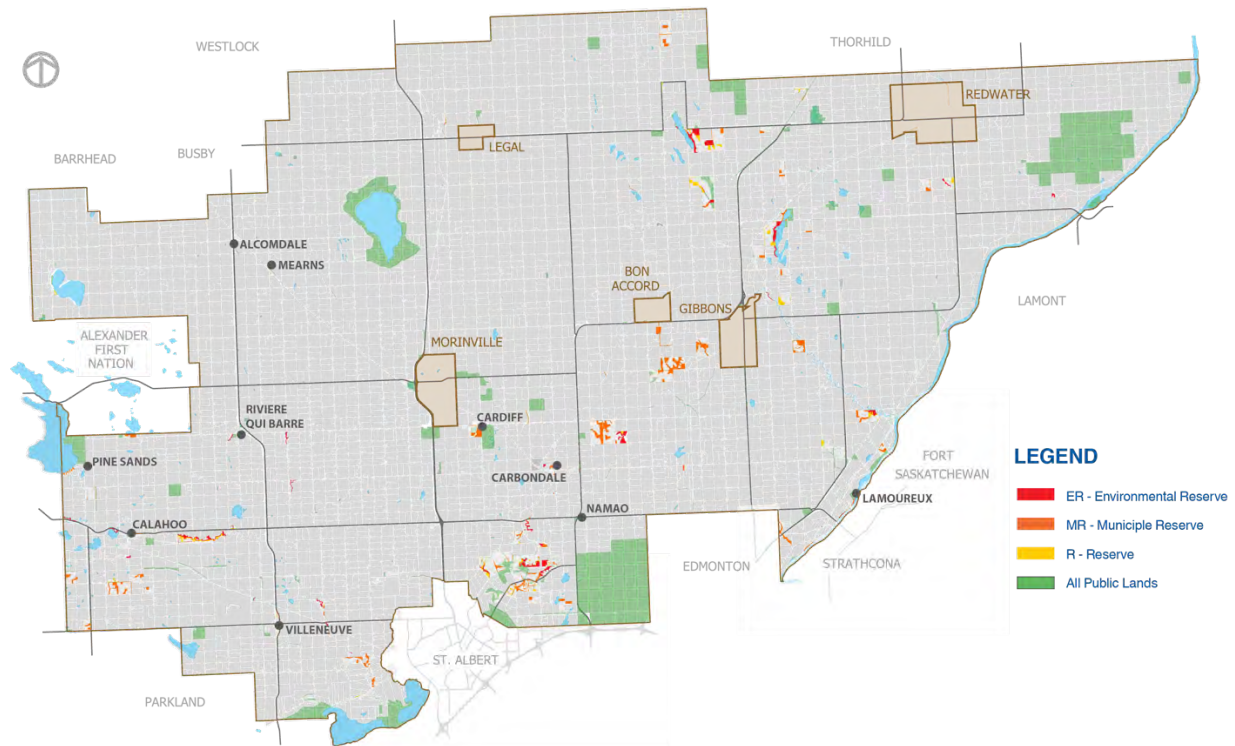 WESTLOCK
THORHILD
REDWATER
LEGAL
BARRHEAD
BUSBY
ALCOMDALE
MEARNS
BON
ACCORD
GIBBONS
LAMONT
ALEXANDER
FIRST
NATION
MORINVILLE
RIVIERE
QUI BARRE
CARDIFF
PINE SANDS
CARBONDALE
FORT
SASKATCHEWAN
LAMOUREUX
CALAHOO
NAMAO
EDMONTON
STRATHCONA
VILLENEUVE
ST. ALBERT
PARKLAND
LEGEND
ER - Environmental Reserve
MR - Municiple Reserve
R - Reserve
All Public Lands